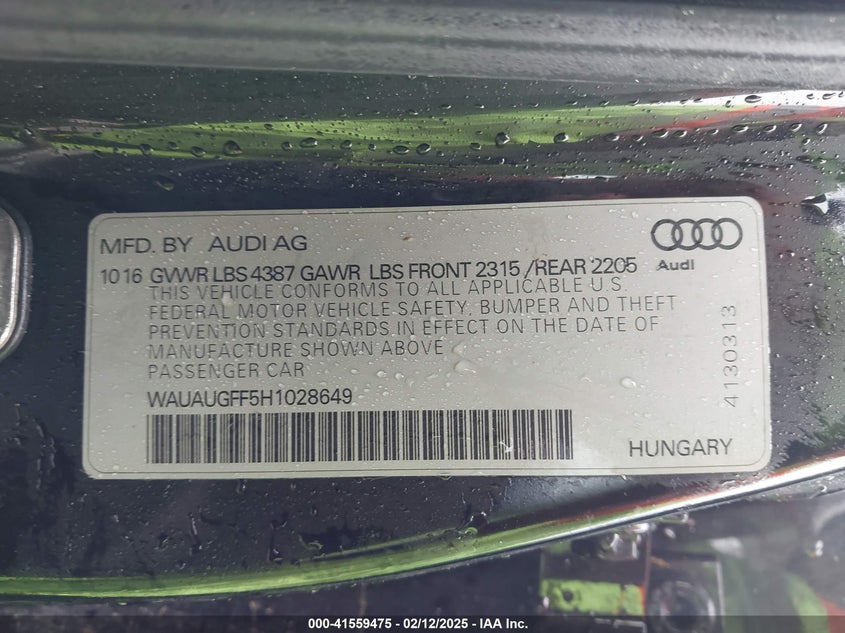 MFD. BY AUDI AG
Audi
10 16 GVWR LBS 4387 GAWR LBS FRONT 2315 /REAR 2205
THIS VEHICLE CONFORMS TO ALL APPLICABLE U.S.
FEDERAL MOTOR VEHICLE SAFETY, BUMPER AND THEFT
PREVENTION STANDARDS IN EFFECT ON THE DATE OF
MANUFACTURE SHOWN ABOVE
PASSENGER CAR
4130313
WAUAUGFF5H1028649
HUNGARY
000-41559475 - 02/12/2025 - IAA Inc.